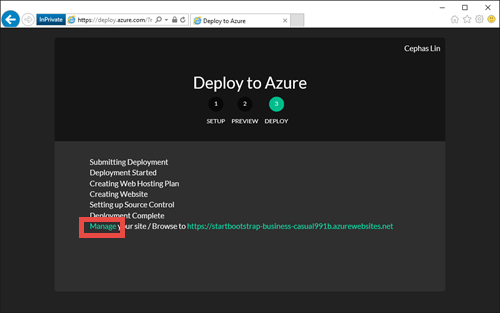 InPrivate https://deploy.azure.com/?r Deploy to Azure
Cephas Lin
Deploy to Azure
1 2 3
SETUP PREVIEW DEPLOY
Submitting Deployment
Deployment Started
Creating Web Hosting Plan
Creating Website
Setting up Source Control
Deployment Complete
Manage your site / Browse to https://startbootstrap-business-casual991b.azurewebsites.net